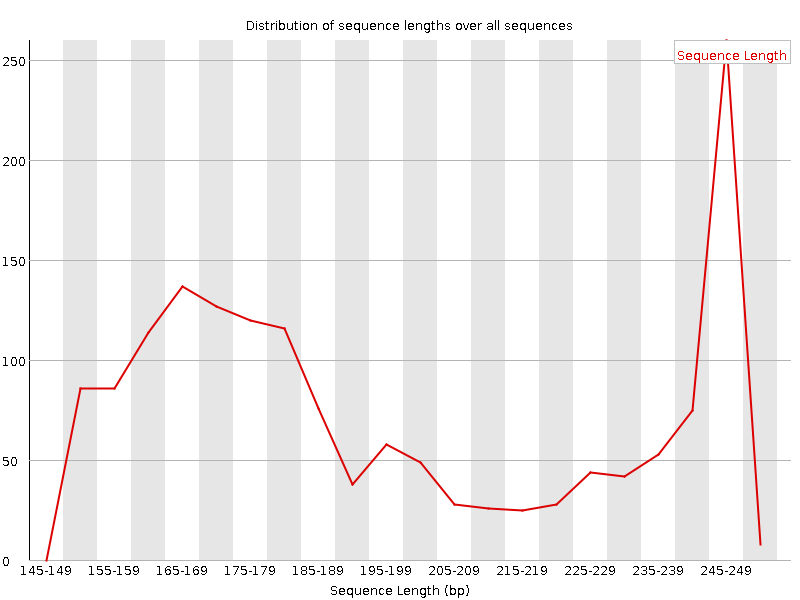 Distribution of sequence lengths over all sequences
Sequence Length
250
200
150
100
50
0
145-149 155-159 165-169 175-179 185-189 195-199 205-209 215-219 225-229 235-239 245-249
Sequence Length (bp)